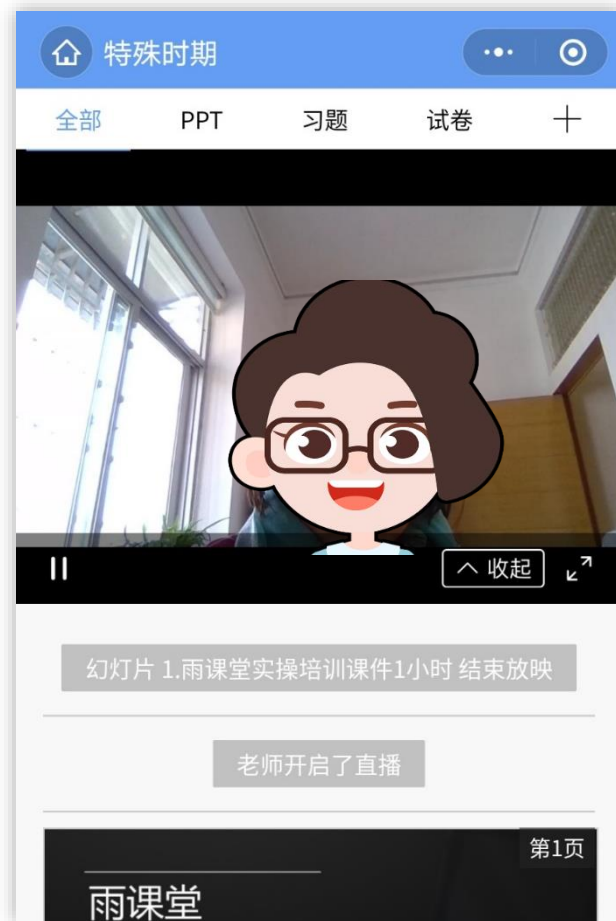 特殊时期
全部 PPT 习题 试卷
收起
幻灯片 1.雨课堂实操培训课件1小时 结束放映
老师开启了直播
第1页
雨课堂